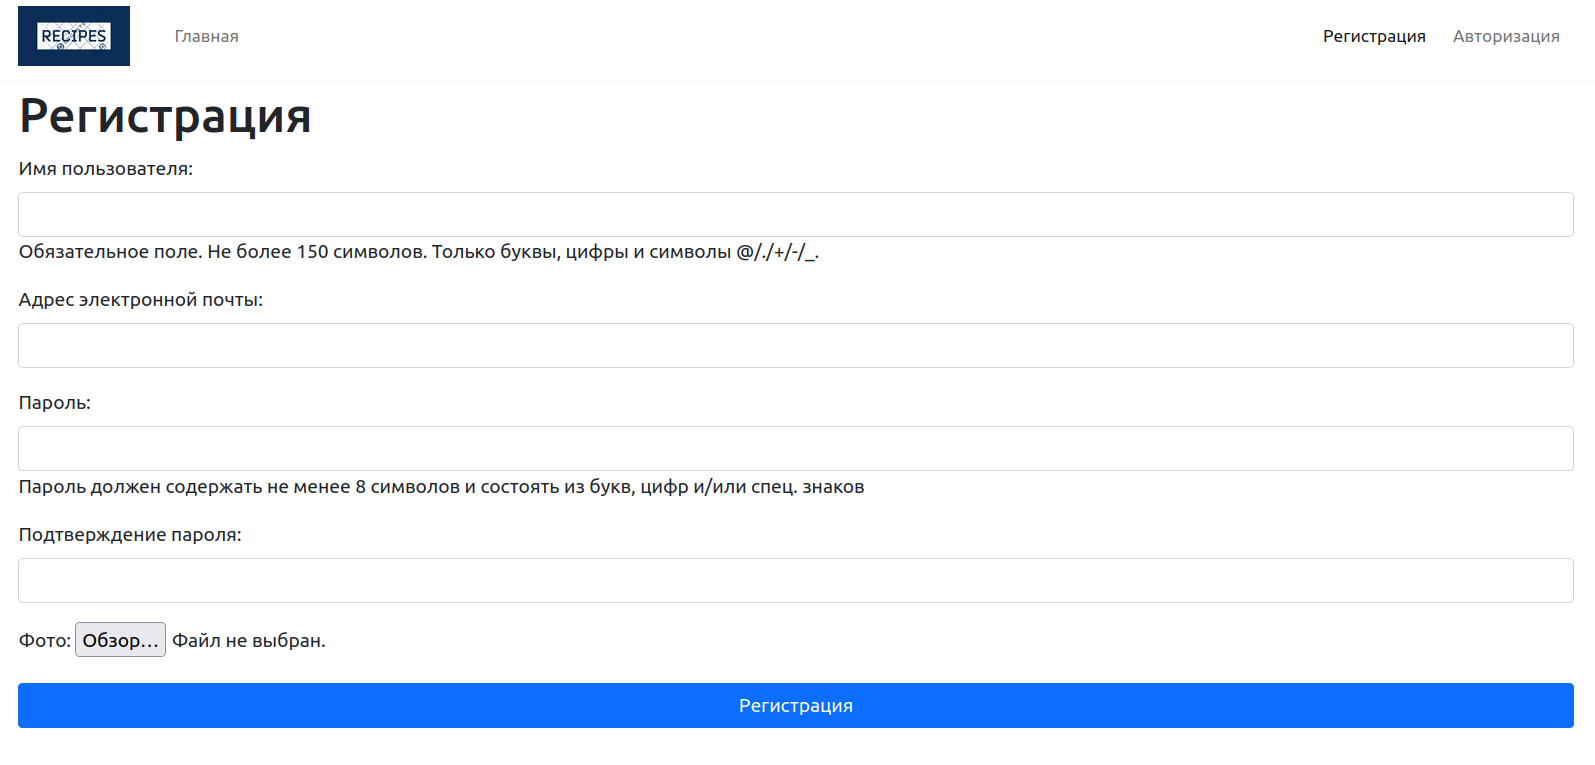 RECIPES
Главная
Регистрация
Авторизация
Регистрация
Имя пользователя:
Обязательное поле. Не более 150 символов. Только буквы, цифры и символы @/./+/-/_.
Адрес электронной почты:
Пароль:
Пароль должен содержать не менее 8 символов и состоять из букв, цифр и/или спец. знаков
Подтверждение пароля:
Фото: Обзор... Файл не выбран.
Регистрация